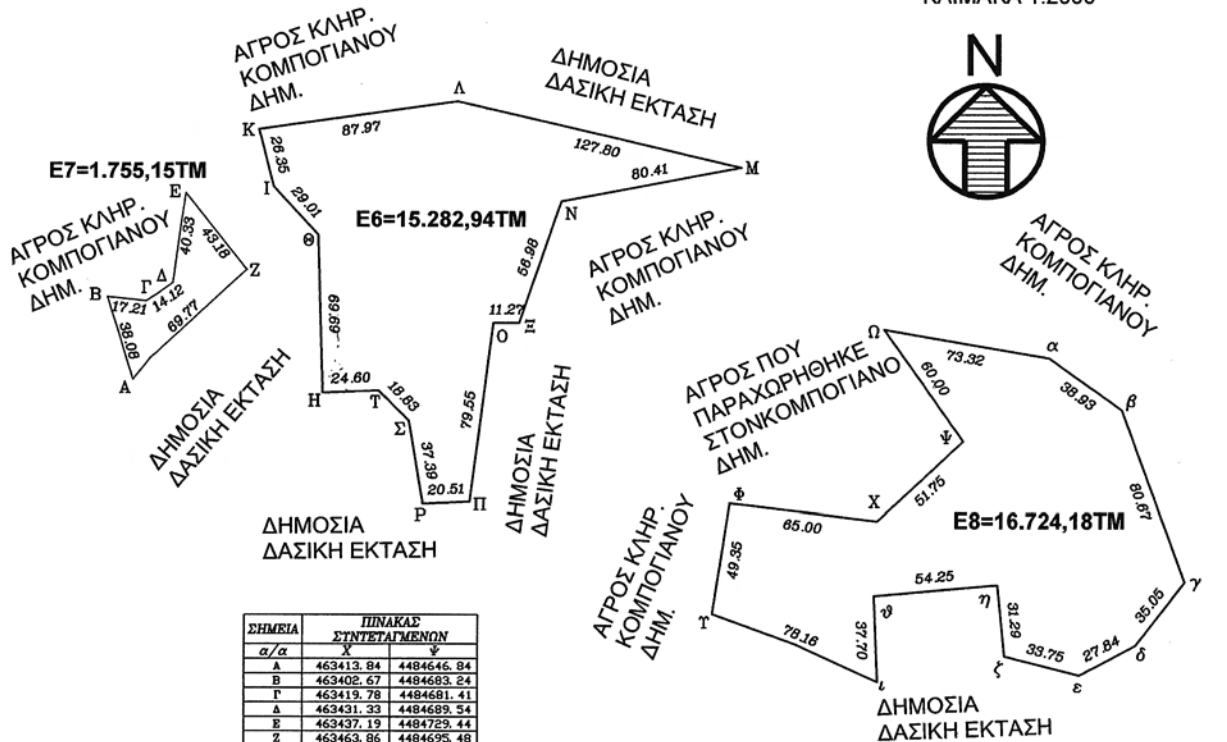 ΑΓΡΟΣ ΚΛΗΡ.
ΚΟΜΠΟΓΙΑΝΟΥ
ΔΗΜ.
ΔΗΜΟΣΙΑ
ΔΑΣΙΚΗ ΕΚΤΑΣΗ
N
Κ
87.97
Λ
127.80
Μ
80.41
Ν
56.98
Ξ
11.27
Ο
79.55
Π
20.51
Ρ
37.39
Σ
18.83
Τ
24.60
Η
69.69
Θ
29.01
Ι
26.35
Ε6=15.282,94ΤΜ
Ε7=1.755,15ΤΜ
ΑΓΡΟΣ ΚΛΗΡ.
ΚΟΜΠΟΓΙΑΝΟΥ
ΔΗΜ.
Ε
40.33
43.18
Δ
Ζ
Γ
14.12
Β
17.21
69.77
38.08
Α
ΔΗΜΟΣΙΑ
ΔΑΣΙΚΗ ΕΚΤΑΣΗ
ΔΗΜΟΣΙΑ
ΔΑΣΙΚΗ ΕΚΤΑΣΗ
ΔΗΜΟΣΙΑ
ΔΑΣΙΚΗ ΕΚΤΑΣΗ
ΑΓΡΟΣ ΚΛΗΡ.
ΚΟΜΠΟΓΙΑΝΟΥ
ΔΗΜ.
ΑΓΡΟΣ ΚΛΗΡ.
ΚΟΜΠΟΓΙΑΝΟΥ
ΔΗΜ.
ΑΓΡΟΣ ΠΟΥ
ΠΑΡΑΧΩΡΗΘΗΚΕ
ΣΤΟΝΚΟΜΠΟΓΙΑΝΟ
ΔΗΜ.
ΑΓΡΟΣ ΚΛΗΡ.
ΚΟΜΠΟΓΙΑΝΟΥ
ΔΗΜ.
Ω
73.32
α
38.93
β
80.67
γ
35.05
δ
27.84
ε
33.75
ζ
31.29
η
54.25
θ
37.70
ι
78.16
Υ
49.35
Φ
65.00
Χ
51.75
Ψ
60.00
Ε8=16.724,18ΤΜ
ΔΗΜΟΣΙΑ
ΔΑΣΙΚΗ ΕΚΤΑΣΗ
ΣΗΜΕΙΑ ΠΙΝΑΚΑΣ
ΣΥΝΤΕΤΑΓΜΕΝΩΝ
α/α Χ Ψ
Α 463413.84 4484646.84
Β 463402.67 4484683.24
Γ 463419.78 4484681.41
Δ 463431.33 4484689.54
Ε 463437.19 4484729.44
Ζ 463463.86 4484695.48